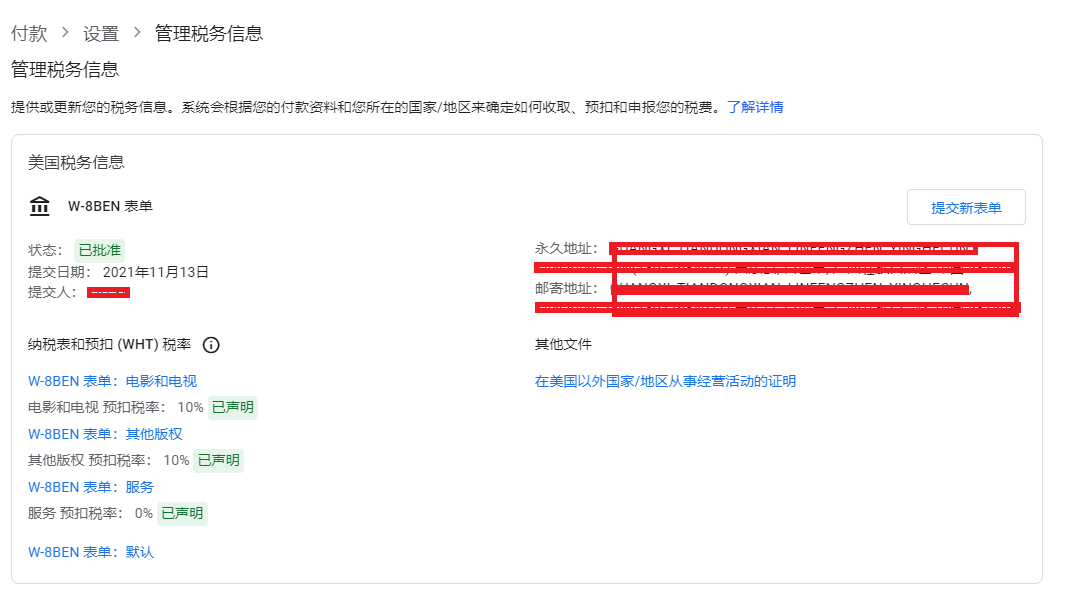 付款 > 设置 > 管理税务信息
管理税务信息
提供或更新您的税务信息。系统会根据您的付款资料和您所在的国家/地区来确定如何收取、预扣和申报您的税费。了解详情
美国税务信息
W-8BEN 表单
提交新表单
状态： 已批准
提交日期： 2021年11月13日
提交人：
永久地址：
邮寄地址：
纳税表和预扣 (WHT) 税率
W-8BEN 表单：电影和电视
电影和电视 预扣税率： 10% 已声明
W-8BEN 表单：其他版权
其他版权 预扣税率： 10% 已声明
W-8BEN 表单：服务
服务 预扣税率： 0% 已声明
W-8BEN 表单：默认
其他文件
在美国以外国家/地区从事经营活动的证明